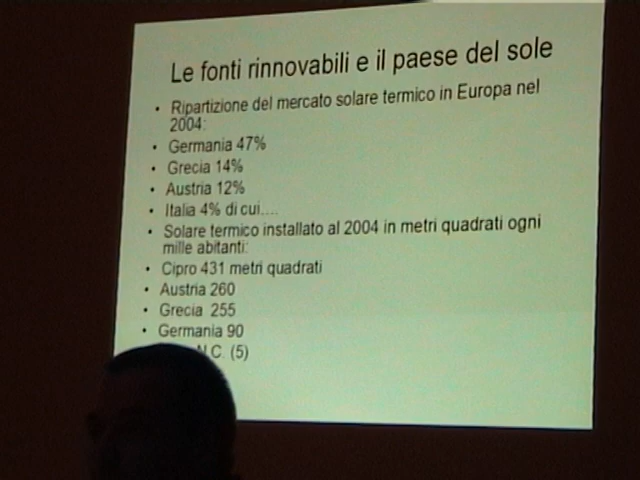 Le fonti rinnovabili e il paese del sole
• Ripartizione del mercato solare termico in Europa nel
2004:
• Germania 47%
• Grecia 14%
• Austria 12%
• Italia 4% di cui....
• Solare termico installato al 2004 in metri quadrati ogni
mille abitanti:
• Cipro 431 metri quadrati
• Austria 260
• Grecia 255
• Germania 90
N.C. (5)